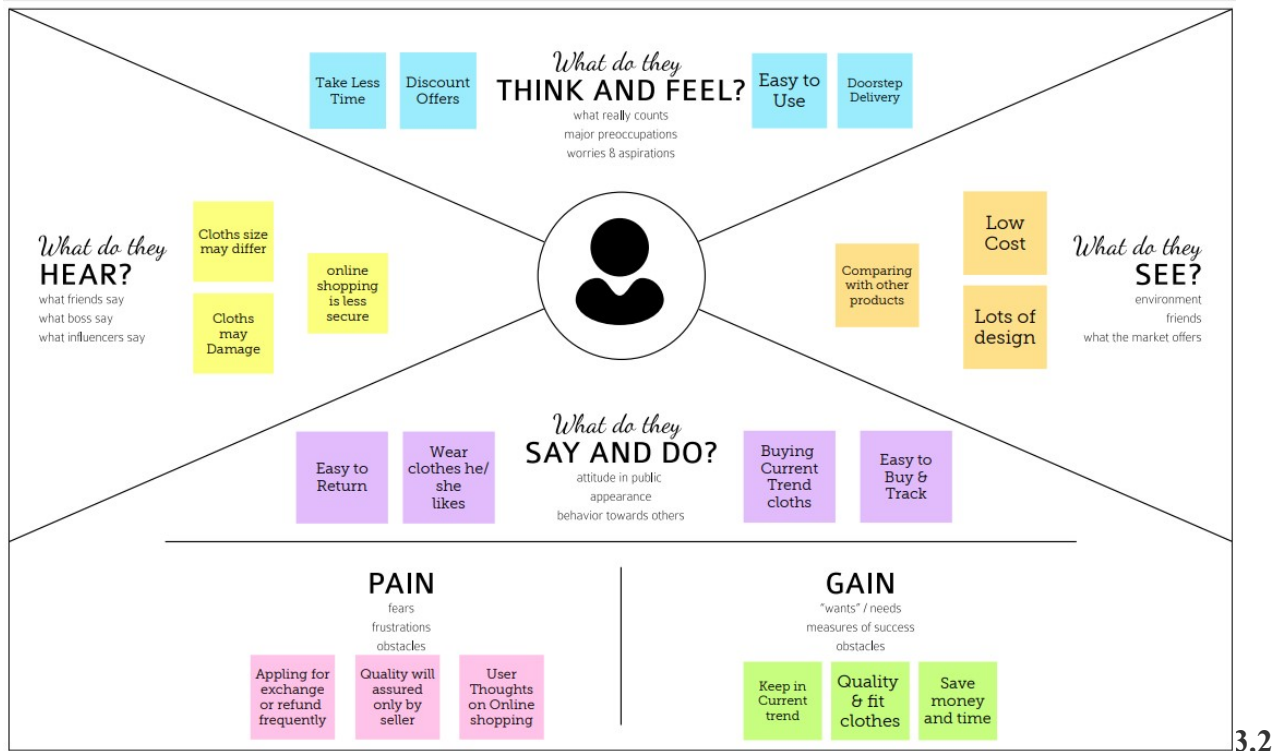 What do they
THINK AND FEEL?
what really counts
major preoccupations
worries & aspirations
Take Less
Time
Discount
Offers
Easy to
Use
Doorstep
Delivery
What do they
HEAR?
what friends say
what boss say
what influencers say
Cloths size
may differ
Cloths
may
Damage
online
shopping
is less
secure
Comparing
with other
products
Low
Cost
Lots of
design
What do they
SEE?
environment
friends
what the market offers
What do they
SAY AND DO?
attitude in public
appearance
behavior towards others
Easy to
Return
Wear
clothes he/
she
likes
Buying
Current
Trend
cloths
Easy to
Buy &
Track
PAIN
fears
frustrations
obstacles
Appling for
exchange
or refund
frequently
Quality will
assured
only by
seller
User
Thoughts
on Online
shopping
GAIN
"wants" / needs
measures of success
obstacles
Keep in
Current
trend
Quality
& fit
clothes
Save
money
and time
3.2